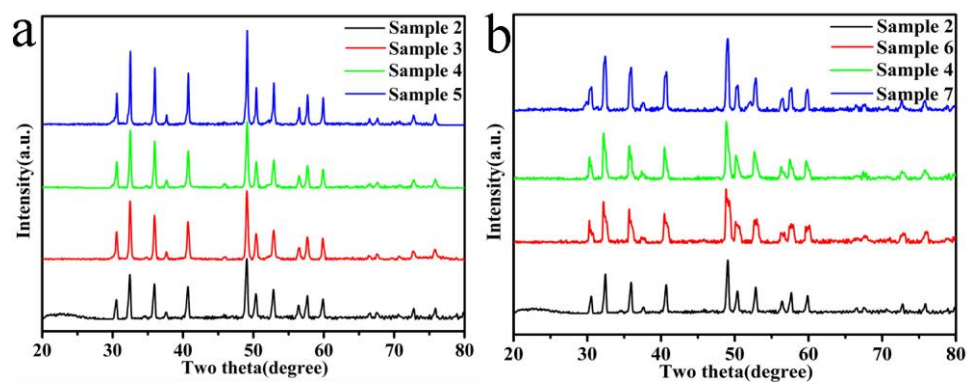 a
Sample 2
Sample 3
Sample 4
Sample 5
Intensity(a.u.)
20 30 40 50 60 70 80
Two theta(degree)
b
Sample 2
Sample 6
Sample 4
Sample 7
Intensity(a.u.)
20 30 40 50 60 70 80
Two theta(degree)